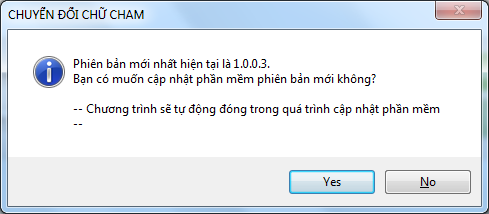 CHUYỂN ĐỔI CHỮ CHAM
Phiên bản mới nhất hiện tại là 1.0.0.3.
Bạn có muốn cập nhật phần mềm phiên bản mới không?
-- Chương trình sẽ tự động đóng trong quá trình cập nhật phần mềm
--
Yes
No